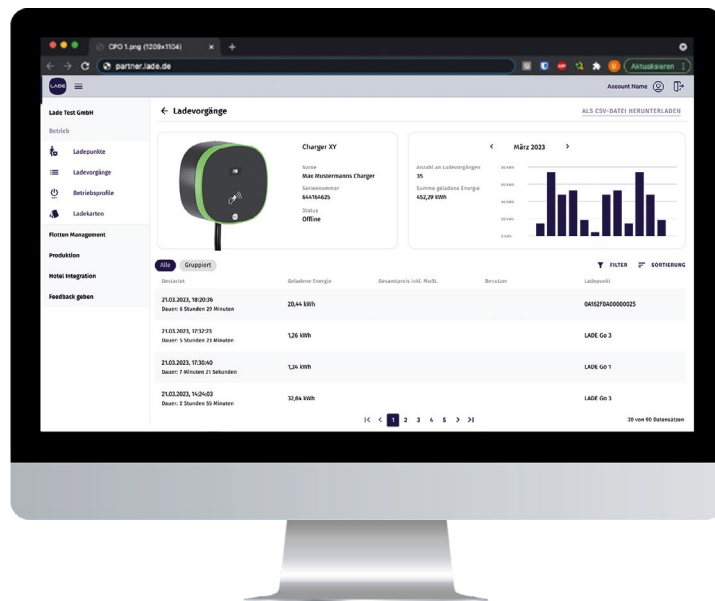 CPO 1.png (1209×1104)
partner.lade.de
Aktualisieren
LADE
Account Name
Lade Test GmbH
Betrieb
Ladepunkte
Ladevorgänge
Betriebsprofile
Ladekarten
Flotten Management
Produktion
Hotel Integration
Feedback geben
← Ladevorgänge
ALS CSV-DATEI HERUNTERLADEN
Charger XY
Name
Max Mustermanns Charger
Seriennummer
644164625
Status
Offline
März 2023
Anzahl an Ladevorgängen
35
Summe geladene Energie
452,29 kWh
Alle Gruppiert
FILTER SORTIERUNG
Gestartet Geladene Energie Gesamtpreis inkl. MwSt. Benutzer Ladepunkt
21.03.2023, 18:20:36
Dauer: 6 Stunden 29 Minuten
20,44 kWh
0A162F0A00000025
21.03.2023, 17:32:23
Dauer: 5 Stunden 23 Minuten
1,26 kWh
LADE Go 3
21.03.2023, 17:30:40
Dauer: 7 Minuten 21 Sekunden
1,24 kWh
LADE Go 1
21.03.2023, 14:24:03
Dauer: 2 Stunden 55 Minuten
32,64 kWh
LADE Go 3
1 2 3 4 5
20 von 90 Datensätzen